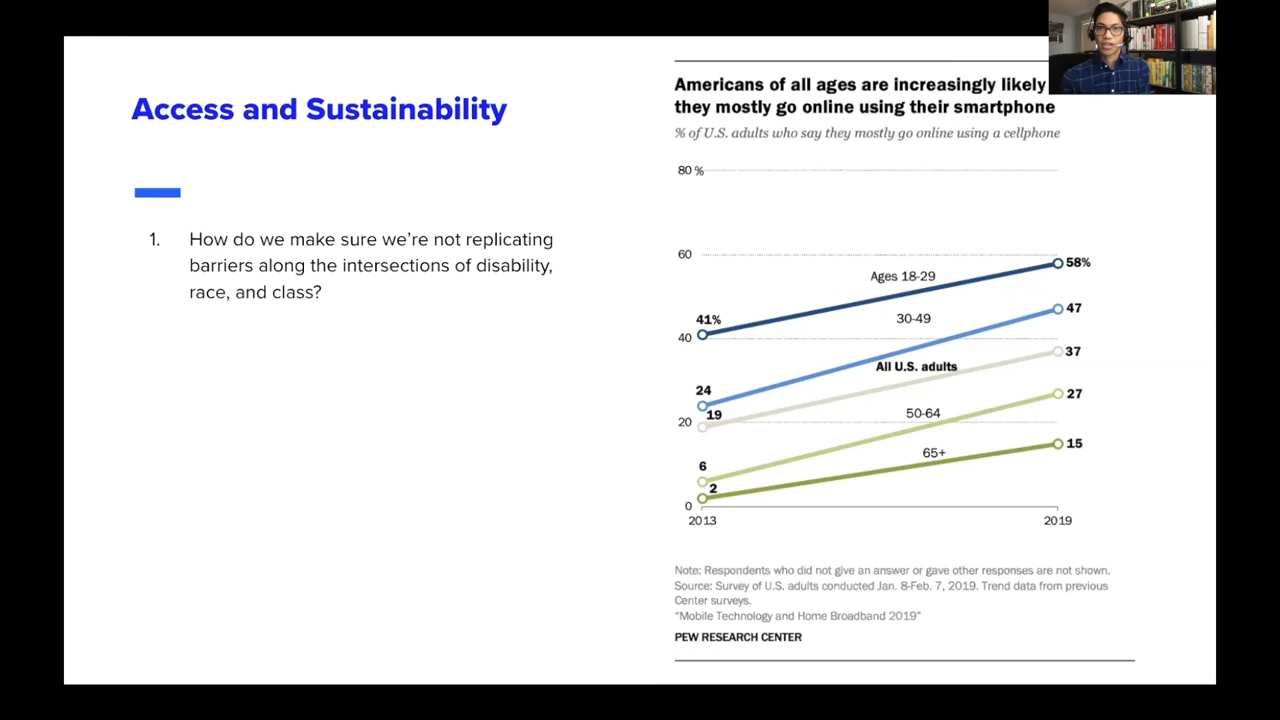 Access and Sustainability
1. How do we make sure we're not replicating
barriers along the intersections of disability,
race, and class?
Americans of all ages are increasingly likely
they mostly go online using their smartphone
% of U.S. adults who say they mostly go online using a cellphone
80 %
60
40
20
0
Ages 18-29
30-49
All U.S. adults
50-64
65+
41%
24
19
6
2
58%
47
37
27
15
2013
2019
Note: Respondents who did not give an answer or gave other responses are not shown.
Source: Survey of U.S. adults conducted Jan. 8-Feb. 7, 2019. Trend data from previous
Center surveys.
“Mobile Technology and Home Broadband 2019”
PEW RESEARCH CENTER